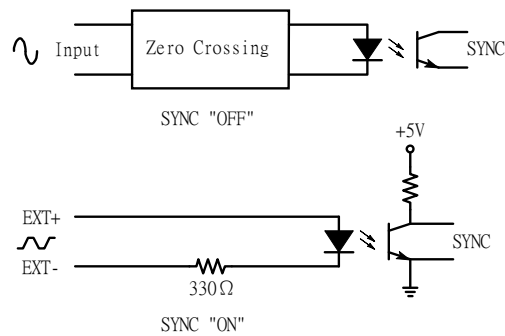 Input
Zero Crossing
SYNC
SYNC "OFF"
+5V
EXT+
SYNC
EXT-
330Ω
SYNC "ON"